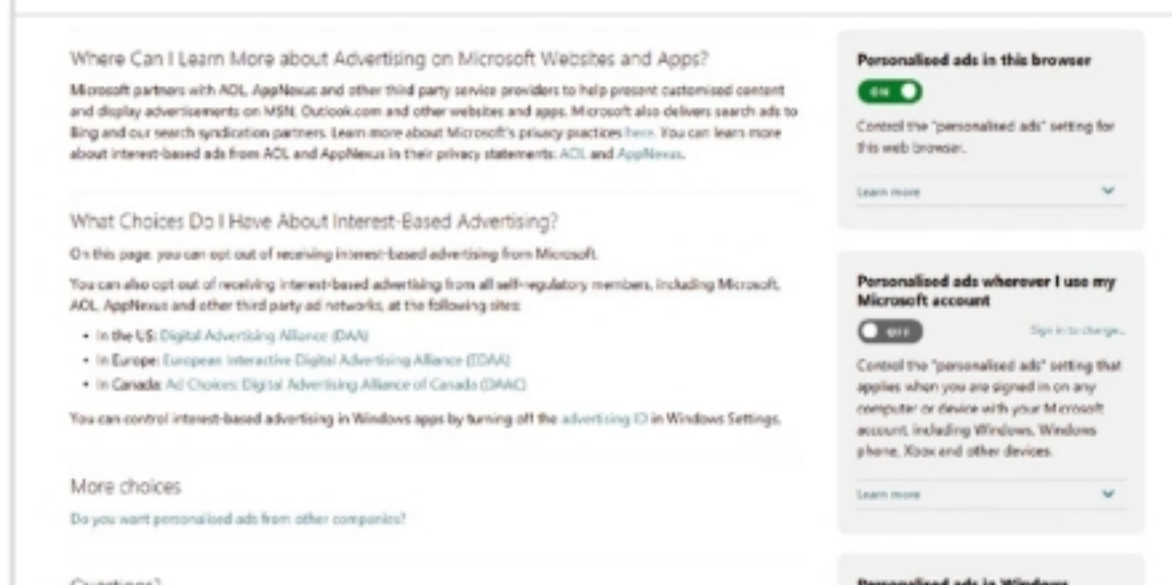 Where Can I Learn More about Advertising on Microsoft Websites and Apps?
Microsoft partners with AOL, AppNexus and other third party service providers to help present customised content
and display advertisements on MSN, Outlook.com and other websites and apps. Microsoft also delivers search ads to
Bing and our search syndication partners. Learn more about Microsoft's privacy practices here. You can learn more
about interest-based ads from AOL and AppNexus in their privacy statements: AOL and AppNexus.
What Choices Do I Have About Interest-Based Advertising?
On this page, you can opt out of receiving interest-based advertising from Microsoft.
You can also opt out of receiving interest-based advertising from all self-regulatory members, including Microsoft,
AOL, AppNexus and other third party ad networks, at the following sites:
• In the US: Digital Advertising Alliance (DAA)
• In Europe: European Interactive Digital Advertising Alliance (EDAA)
• In Canada: Ad Choices: Digital Advertising Alliance of Canada (DAAC)
You can control interest-based advertising in Windows apps by turning off the advertising ID in Windows Settings.
More choices
Do you want personalised ads from other companies?
Questions?
Personalised ads in this browser
ON
Control the "personalised ads" setting for
this web browser.
Learn more
Personalised ads wherever I use my
Microsoft account
OFF
Sign in to change..
Control the "personalised ads" setting that
applies when you are signed in on any
computer or device with your Microsoft
account, including Windows, Windows
phone, Xbox and other devices.
Learn more
Personalised ads in Windows